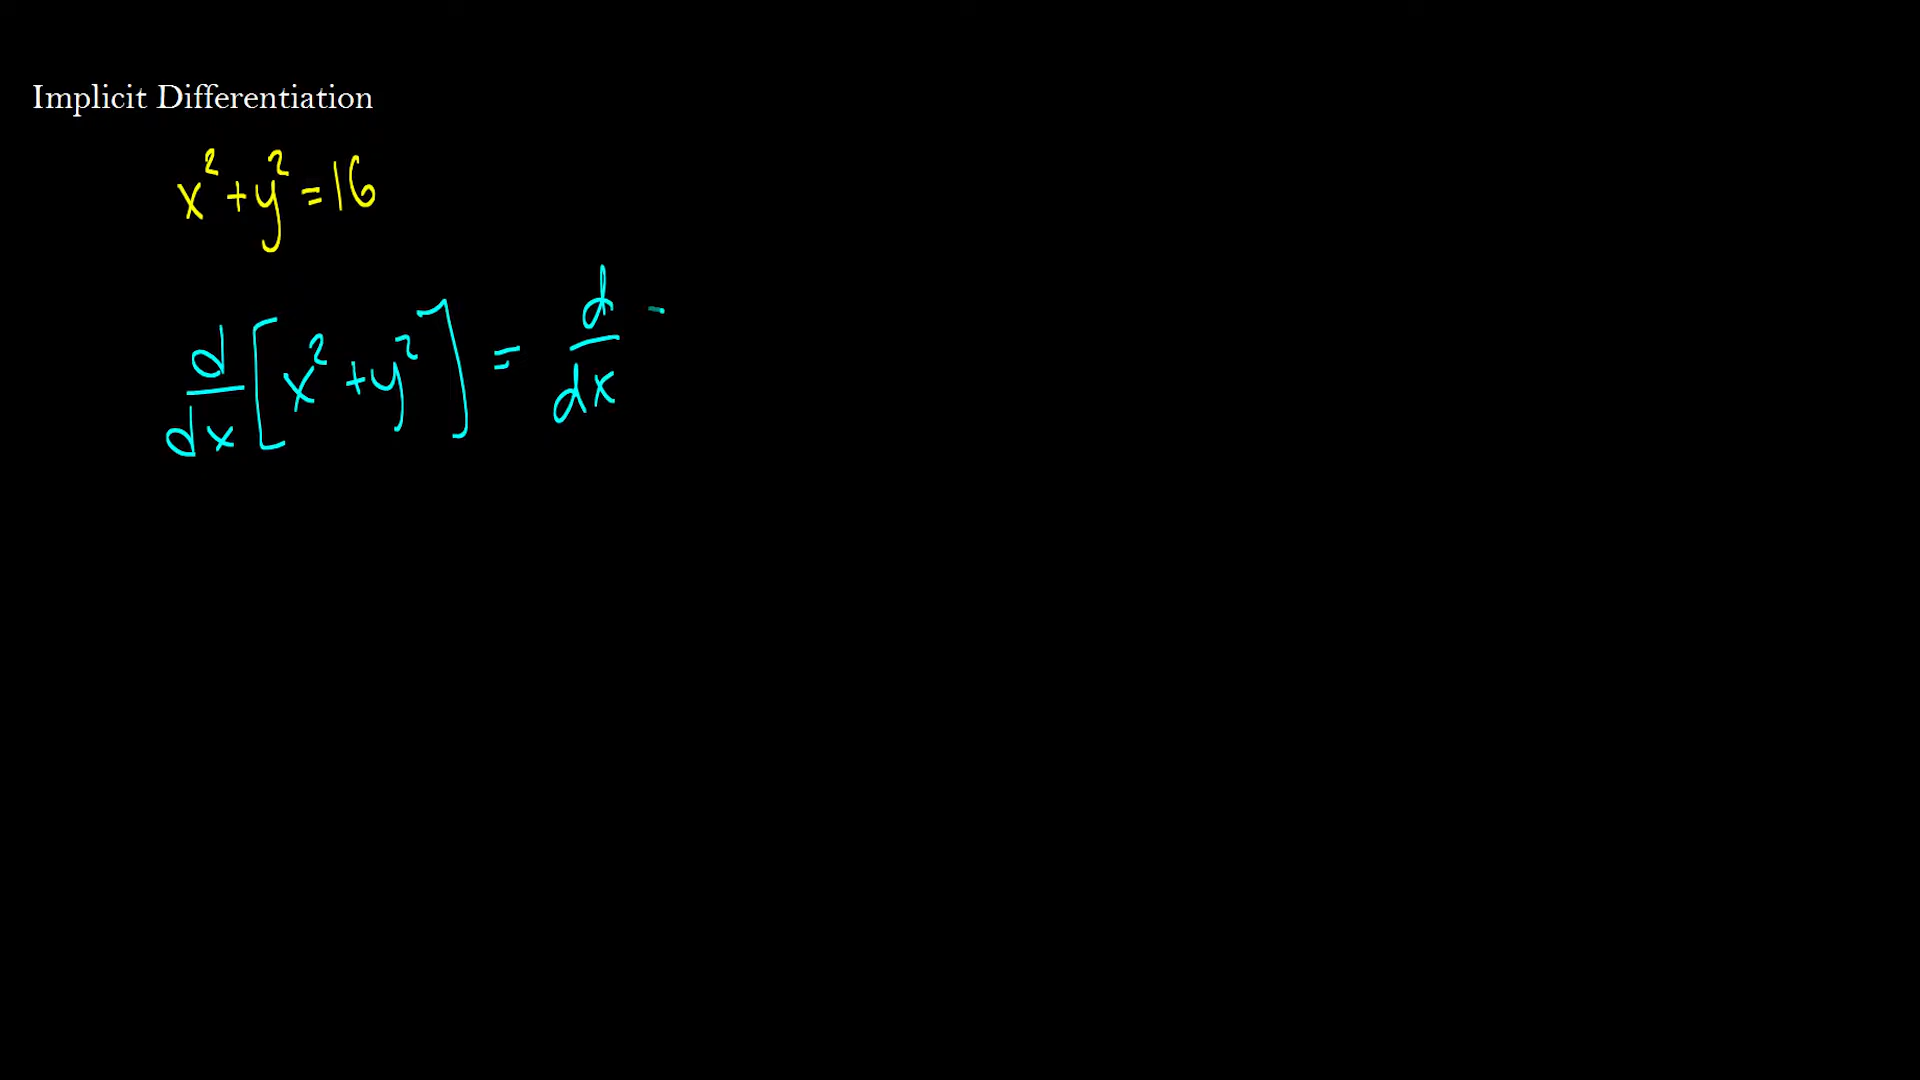 Implicit Differentiation
x²+y²=16
d/dx[x²+y²] = d/dx